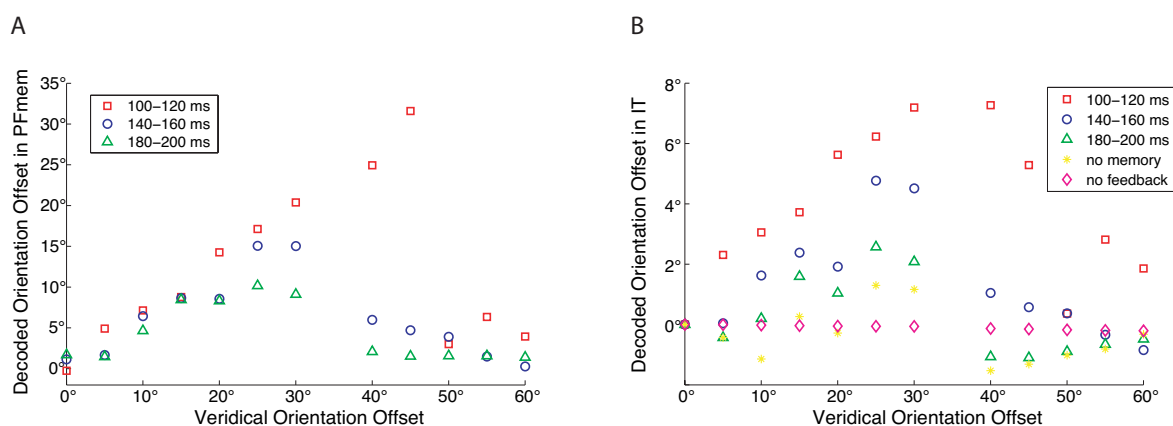 A
Decoded Orientation Offset in PFmem
35°
30°
25°
20°
15°
10°
5°
0°
100–120 ms
140–160 ms
180–200 ms
0° 10° 20° 30° 40° 50° 60°
Veridical Orientation Offset
B
Decoded Orientation Offset in IT
8°
6°
4°
2°
0°
100–120 ms
140–160 ms
180–200 ms
no memory
no feedback
0° 10° 20° 30° 40° 50° 60°
Veridical Orientation Offset